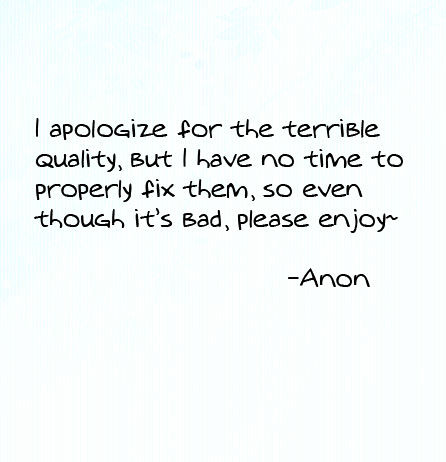 I apologize for the terrible
quality, but I have no time to
properly fix them, so even
though it's bad, please enjoy~
-Anon